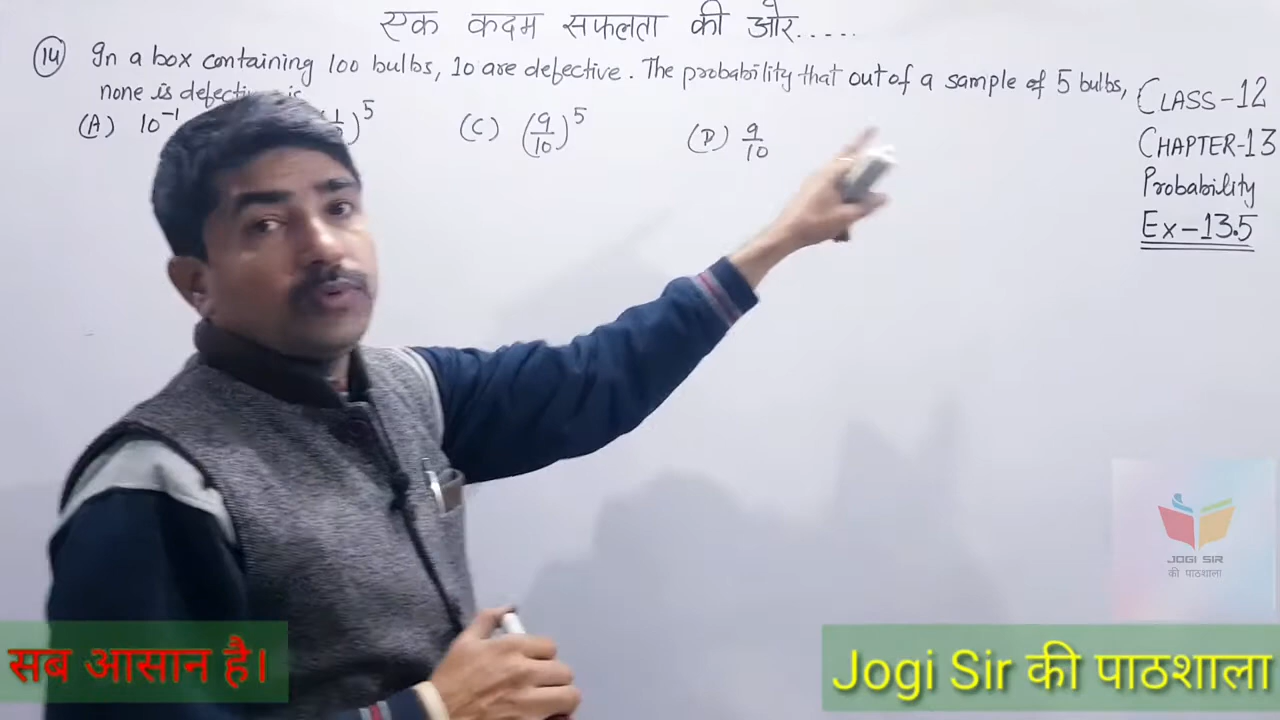 एक कदम सफलता की ओर.....
(14) In a box containing 100 bulbs, 10 are defective. The probability that out of a sample of 5 bulbs,
none is defective is
(A) 10⁻¹ )⁵ (C) (9/10)⁵ (D) 9/10
CLASS-12
CHAPTER-13
Probability
Ex-13.5
JOGI SIR
की पाठशाला
सब आसान है।
Jogi Sir की पाठशाला